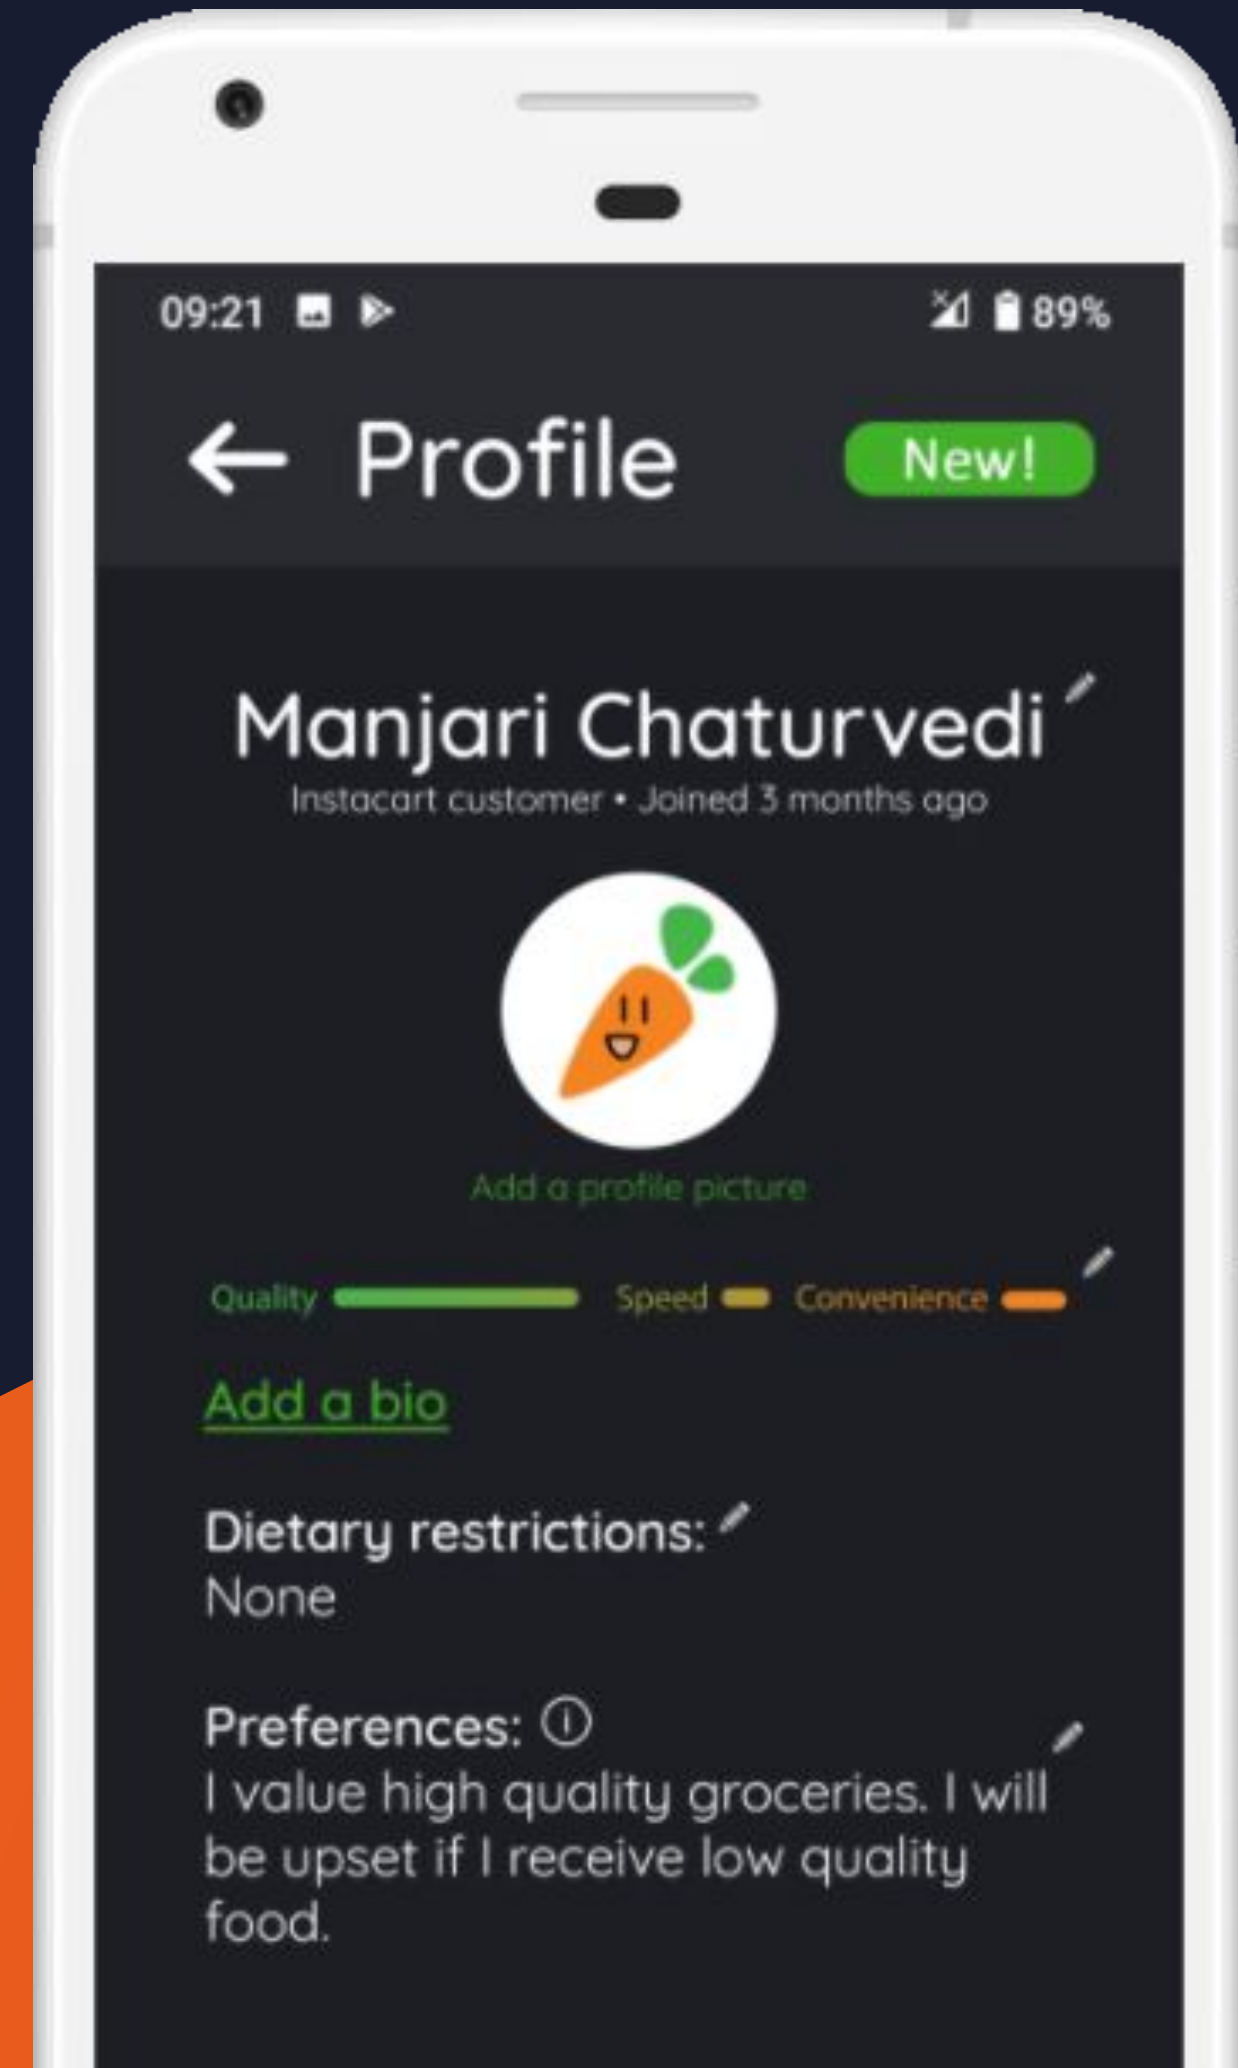 09:21 89%
Profile New!
Manjari Chaturvedi
Instacart customer • Joined 3 months ago
Add a profile picture
Quality Speed Convenience
Add a bio
Dietary restrictions:
None
Preferences:
I value high quality groceries. I will
be upset if I receive low quality
food.